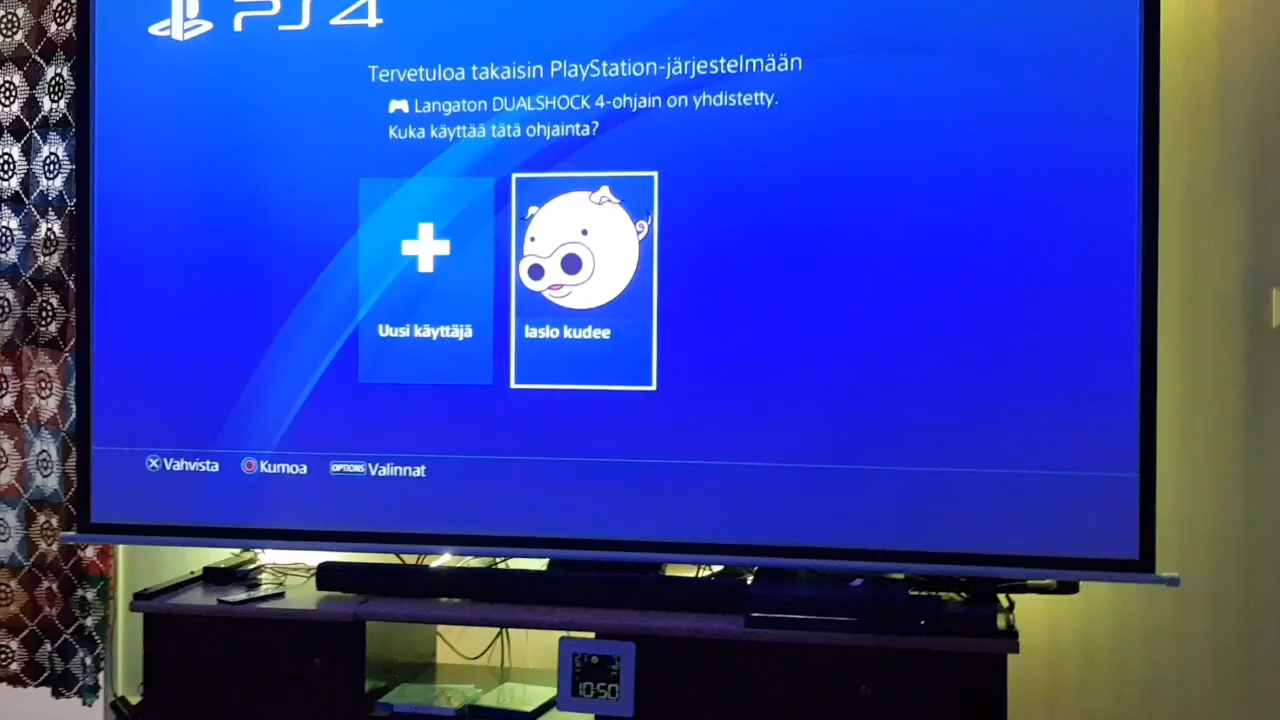 PS4
Tervetuloa takaisin PlayStation-järjestelmään
Langaton DUALSHOCK 4-ohjain on yhdistetty.
Kuka käyttää tätä ohjainta?
Uusi käyttäjä
laslo kudee
Vahvista Kumoa OPTIONS Valinnat
10:50